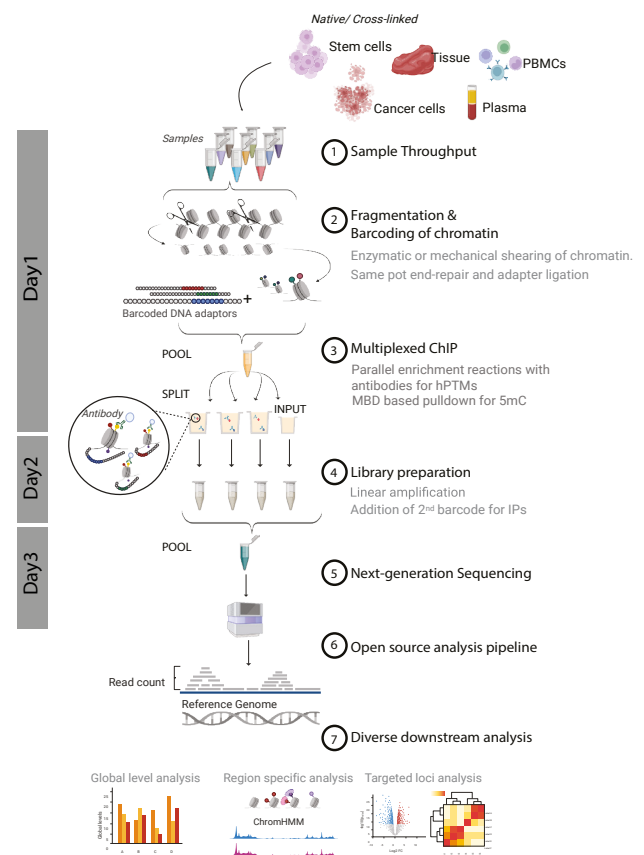 Native/ Cross-linked
Stem cells
Tissue
PBMCs
Cancer cells
Plasma
Day1
Samples
1 Sample Throughput
2 Fragmentation &
Barcoding of chromatin
Enzymatic or mechanical shearing of chromatin.
Same pot end-repair and adapter ligation
+
Barcoded DNA adaptors
POOL
3 Multiplexed ChIP
Parallel enrichment reactions with
antibodies for hPTMs
MBD based pulldown for 5mC
SPLIT
INPUT
Antibody
Day2
4 Library preparation
Linear amplification
Addition of 2nd barcode for IPs
Day3
POOL
5 Next-generation Sequencing
6 Open source analysis pipeline
Read count
Reference Genome
7 Diverse downstream analysis
Global level analysis
Region specific analysis
Targeted loci analysis
Global levels
A B C D
ChromHMM
Log2 FC